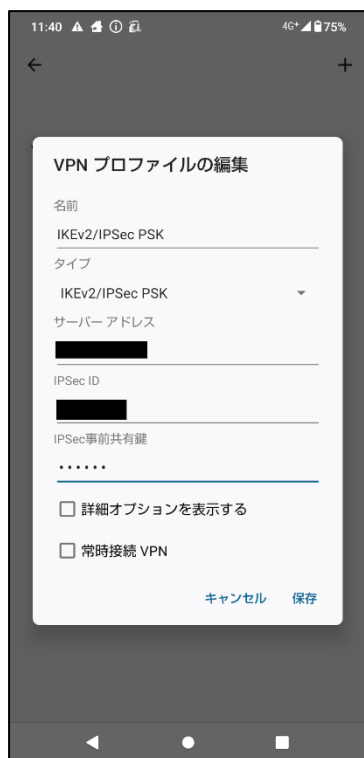 11:40 4G+ 75%
VPN プロファイルの編集
名前
IKEv2/IPSec PSK
タイプ
IKEv2/IPSec PSK
サーバー アドレス
IPSec ID
IPSec事前共有鍵
••••••
詳細オプションを表示する
常時接続 VPN
キャンセル 保存